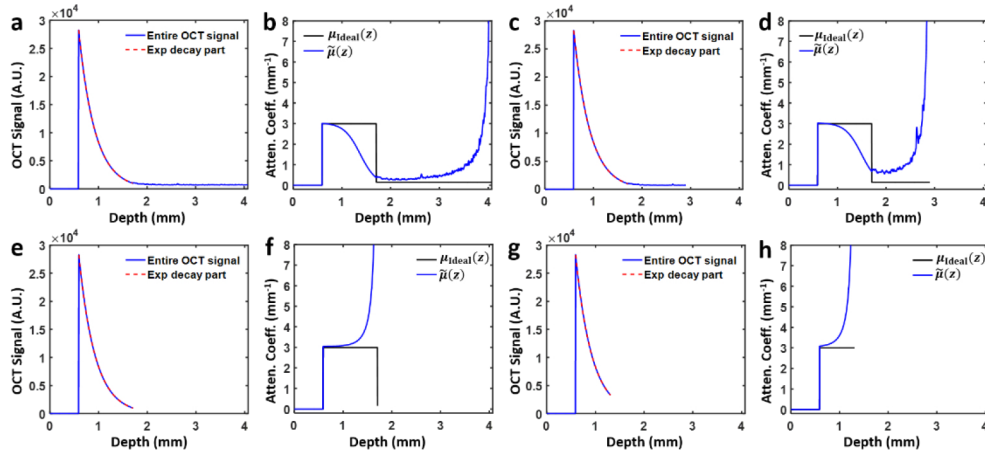 a
× 10⁴
OCT Signal (A.U.)
3
2.5
2
1.5
1
0.5
0
Entire OCT signal
Exp decay part
0 1 2 3 4
Depth (mm)
b
Atten. Coeff. (mm⁻¹)
8
7
6
5
4
3
2
1
0
μIdeal(z)
μ̃(z)
0 1 2 3 4
Depth (mm)
c
× 10⁴
OCT Signal (A.U.)
3
2.5
2
1.5
1
0.5
0
Entire OCT signal
Exp decay part
0 1 2 3 4
Depth (mm)
d
Atten. Coeff. (mm⁻¹)
8
7
6
5
4
3
2
1
0
μIdeal(z)
μ̃(z)
0 1 2 3 4
Depth (mm)
e
× 10⁴
OCT Signal (A.U.)
3
2.5
2
1.5
1
0.5
0
Entire OCT signal
Exp decay part
0 1 2 3 4
Depth (mm)
f
Atten. Coeff. (mm⁻¹)
8
7
6
5
4
3
2
1
0
μIdeal(z)
μ̃(z)
0 1 2 3 4
Depth (mm)
g
× 10⁴
OCT Signal (A.U.)
3
2.5
2
1.5
1
0.5
0
Entire OCT signal
Exp decay part
0 1 2 3 4
Depth (mm)
h
Atten. Coeff. (mm⁻¹)
8
7
6
5
4
3
2
1
0
μIdeal(z)
μ̃(z)
0 1 2 3 4
Depth (mm)